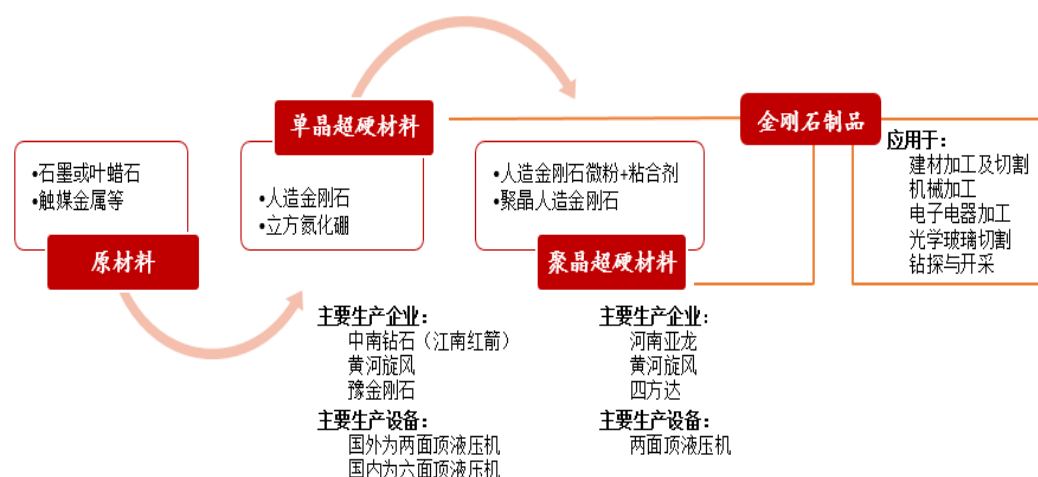 原材料
•石墨或叶蜡石
•触媒金属等
单晶超硬材料
•人造金刚石
•立方氮化硼
主要生产企业：
中南钻石（江南红箭）
黄河旋风
豫金刚石
主要生产设备：
国外为两面顶液压机
国内为六面顶液压机
•人造金刚石微粉+粘合剂
•聚晶人造金刚石
聚晶超硬材料
主要生产企业：
河南亚龙
黄河旋风
四方达
主要生产设备：
两面顶液压机
金刚石制品
应用于：
建材加工及切割
机械加工
电子电器加工
光学玻璃切割
钻探与开采